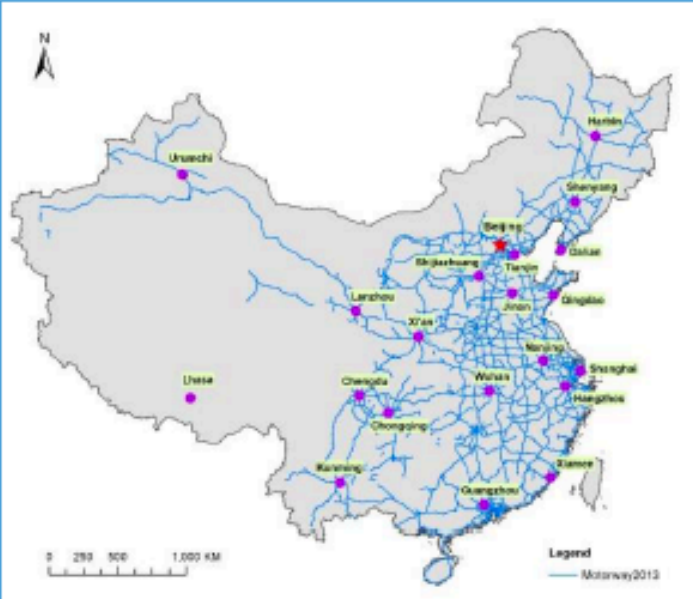 N
Harbin
Urumchi
Shenyang
Beijing
Dalian
Tianjin
Shijiazhuang
Qingdao
Jinan
Lanzhou
Xi'an
Nanjing
Shanghai
Lhasa
Chengdu
Wuhan
Hangzhou
Chongqing
Kunming
Xiamen
Guangzhou
0 250 500 1,000 KM
Legend
Motorway2013